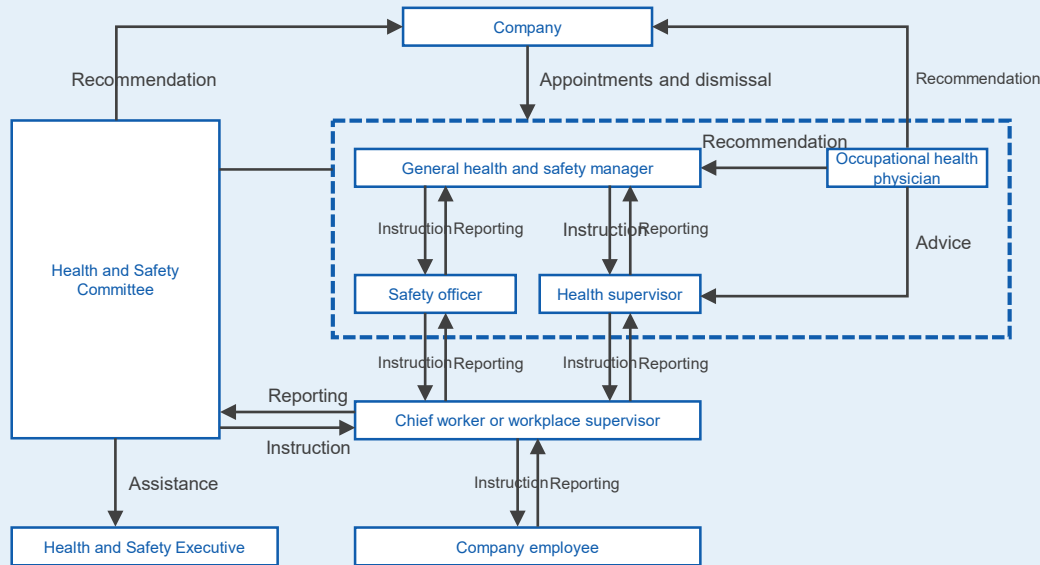 Company
Recommendation
Appointments and dismissal
Recommendation
Recommendation
General health and safety manager
Occupational health
physician
Instruction
Reporting
Instruction
Reporting
Advice
Health and Safety
Committee
Safety officer
Health supervisor
Instruction
Reporting
Instruction
Reporting
Reporting
Chief worker or workplace supervisor
Instruction
Assistance
Instruction
Reporting
Health and Safety Executive
Company employee